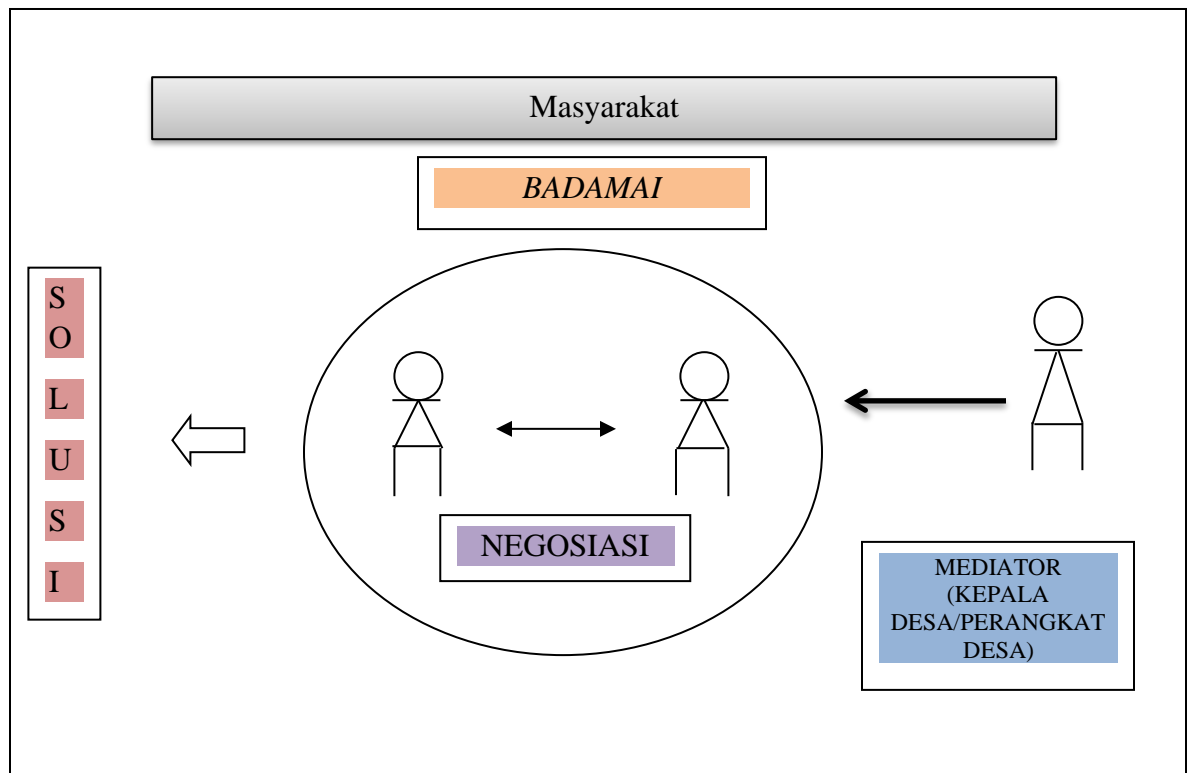 Masyarakat
BADAMAI
S
O
L
U
S
I
NEGOSIASI
MEDIATOR
(KEPALA
DESA/PERANGKAT
DESA)